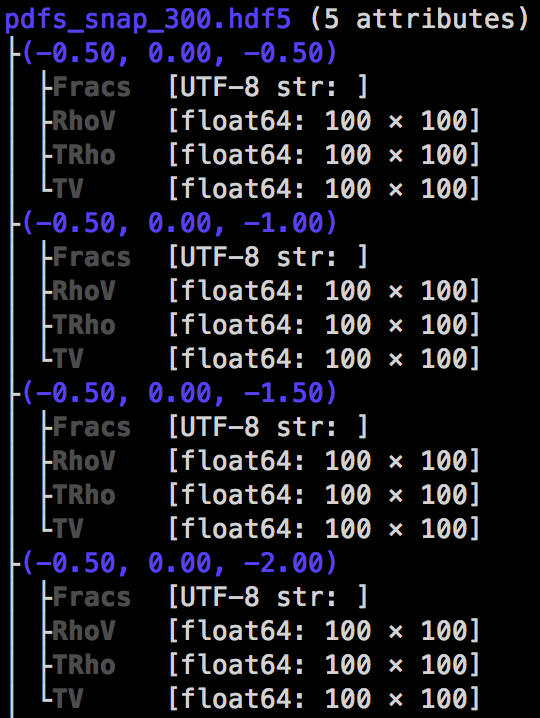 pdfs_snap_300.hdf5 (5 attributes)
├(−0.50, 0.00, −0.50)
│ ├Fracs [UTF−8 str: ]
│ ├RhoV [float64: 100 × 100]
│ ├TRho [float64: 100 × 100]
│ └TV [float64: 100 × 100]
├(−0.50, 0.00, −1.00)
│ ├Fracs [UTF−8 str: ]
│ ├RhoV [float64: 100 × 100]
│ ├TRho [float64: 100 × 100]
│ └TV [float64: 100 × 100]
├(−0.50, 0.00, −1.50)
│ ├Fracs [UTF−8 str: ]
│ ├RhoV [float64: 100 × 100]
│ ├TRho [float64: 100 × 100]
│ └TV [float64: 100 × 100]
├(−0.50, 0.00, −2.00)
│ ├Fracs [UTF−8 str: ]
│ ├RhoV [float64: 100 × 100]
│ ├TRho [float64: 100 × 100]
│ └TV [float64: 100 × 100]